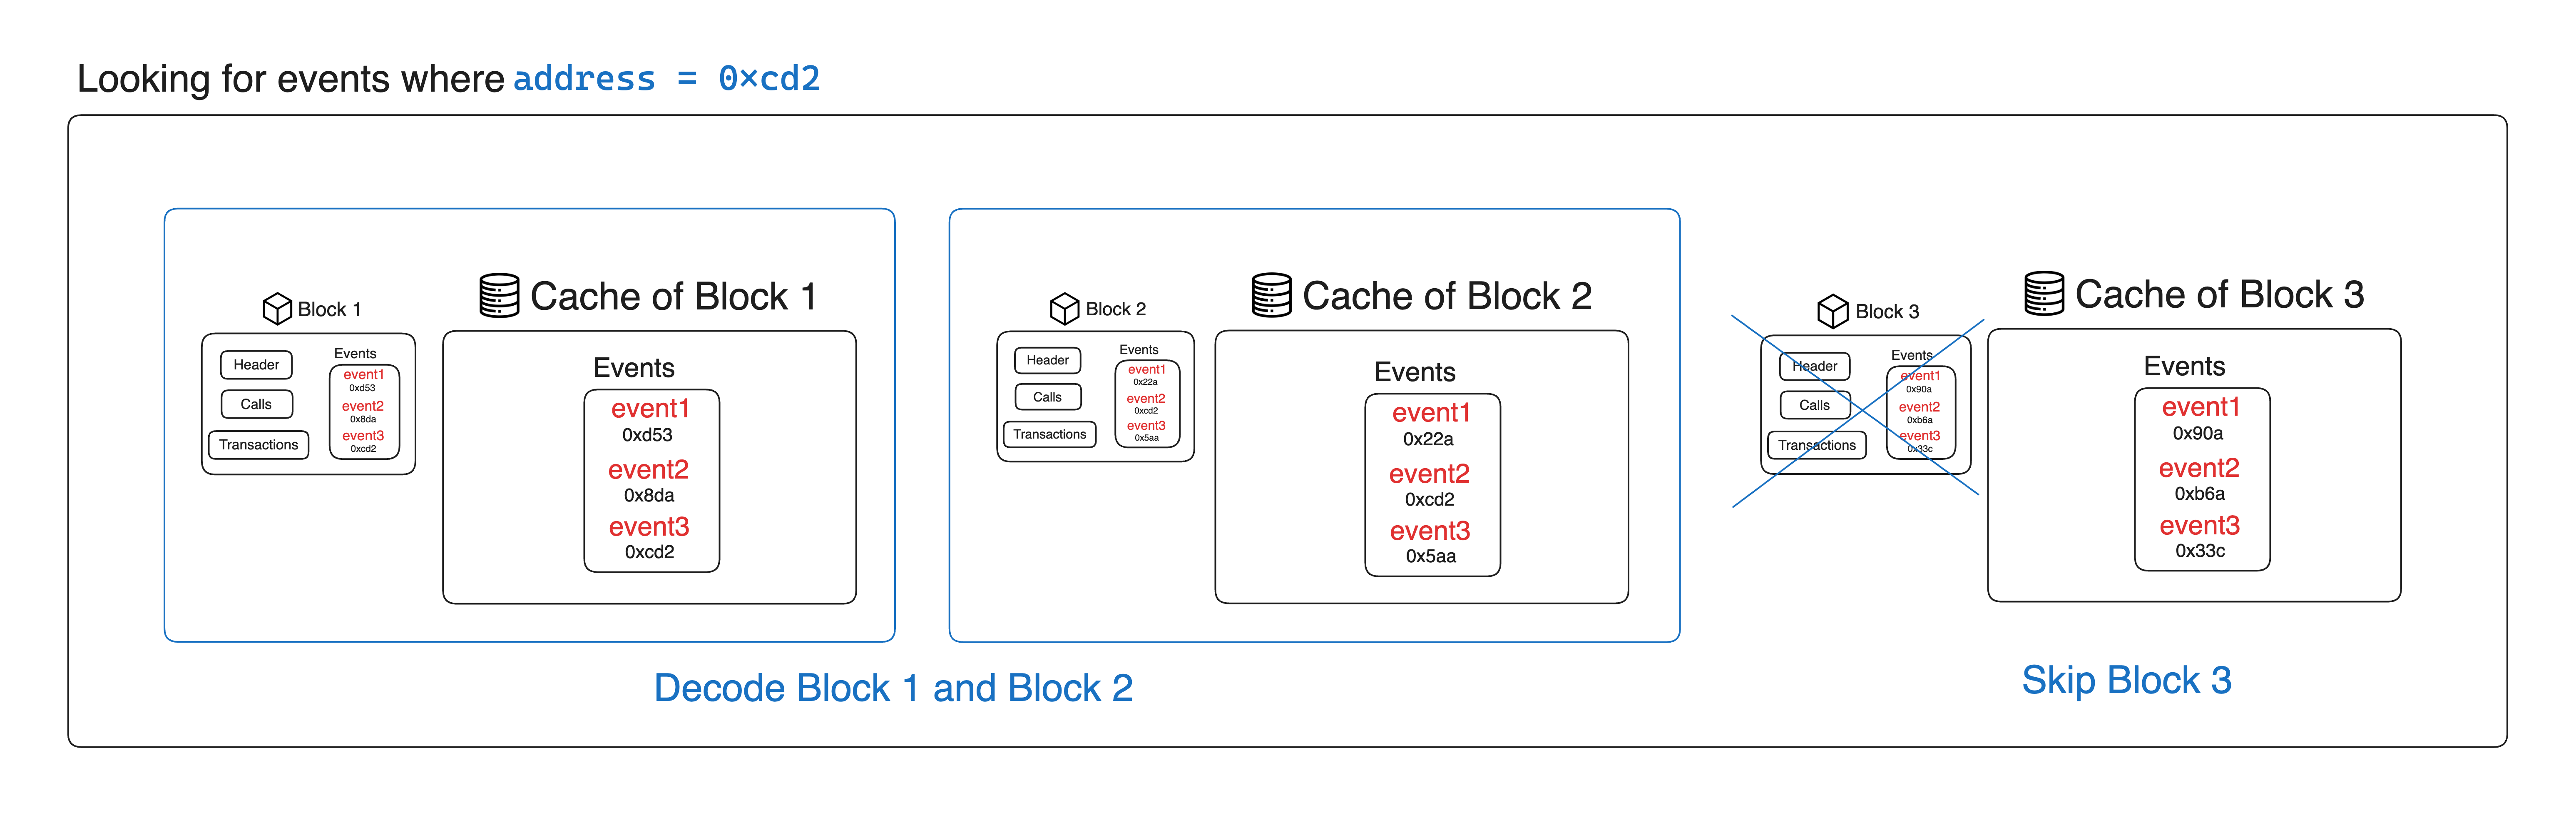 Looking for events where address = 0xcd2
Block 1
Header
Calls
Transactions
Events
event1
0xd53
event2
0x8da
event3
0xcd2
Cache of Block 1
Events
event1
0xd53
event2
0x8da
event3
0xcd2
Block 2
Header
Calls
Transactions
Events
event1
0x22a
event2
0xcd2
event3
0x5aa
Cache of Block 2
Events
event1
0x22a
event2
0xcd2
event3
0x5aa
Decode Block 1 and Block 2
Block 3
Header
Calls
Transactions
Events
event1
0x90a
event2
0xb6a
event3
0x33c
Cache of Block 3
Events
event1
0x90a
event2
0xb6a
event3
0x33c
Skip Block 3